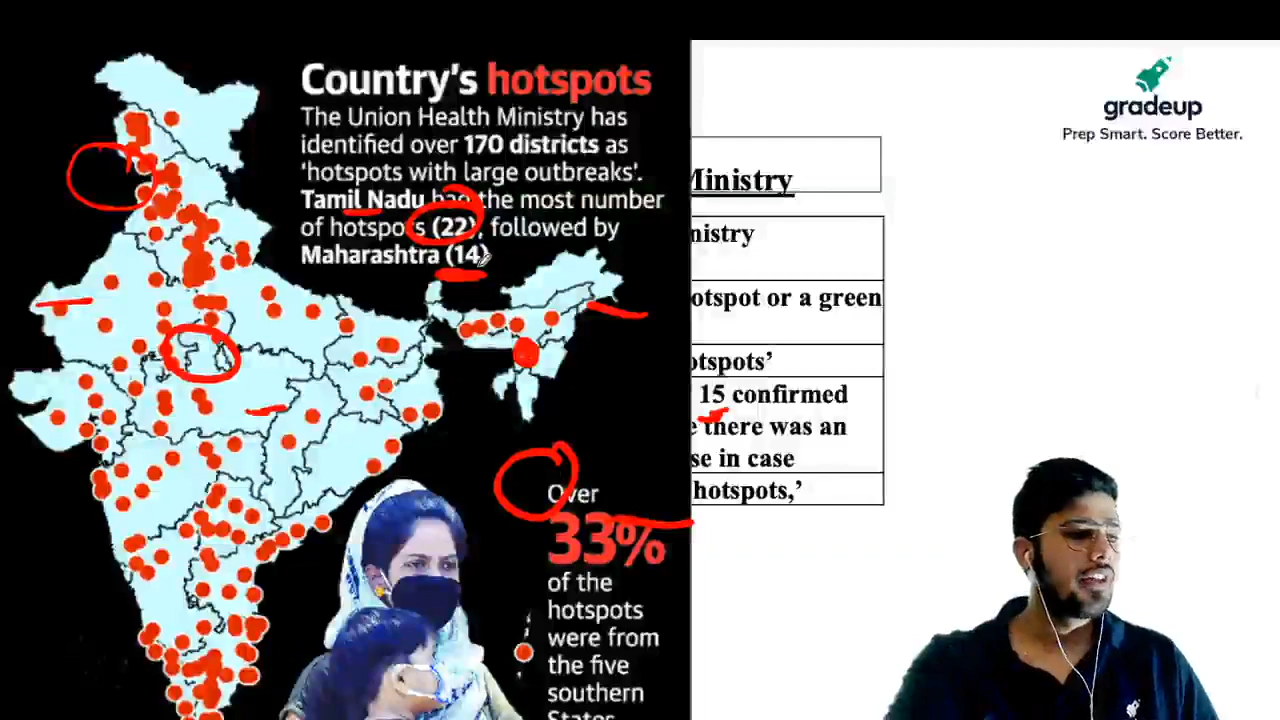 Country's hotspots
The Union Health Ministry has
identified over 170 districts as
'hotspots with large outbreaks'.
Tamil Nadu had the most number
of hotspots (22), followed by
Maharashtra (14)
Over
33%
of the
hotspots
were from
the five
southern
States
gradeup
Prep Smart. Score Better.
Ministry
nistry
otspot or a green
otspots'
15 confirmed
e there was an
se in case
hotspots,'